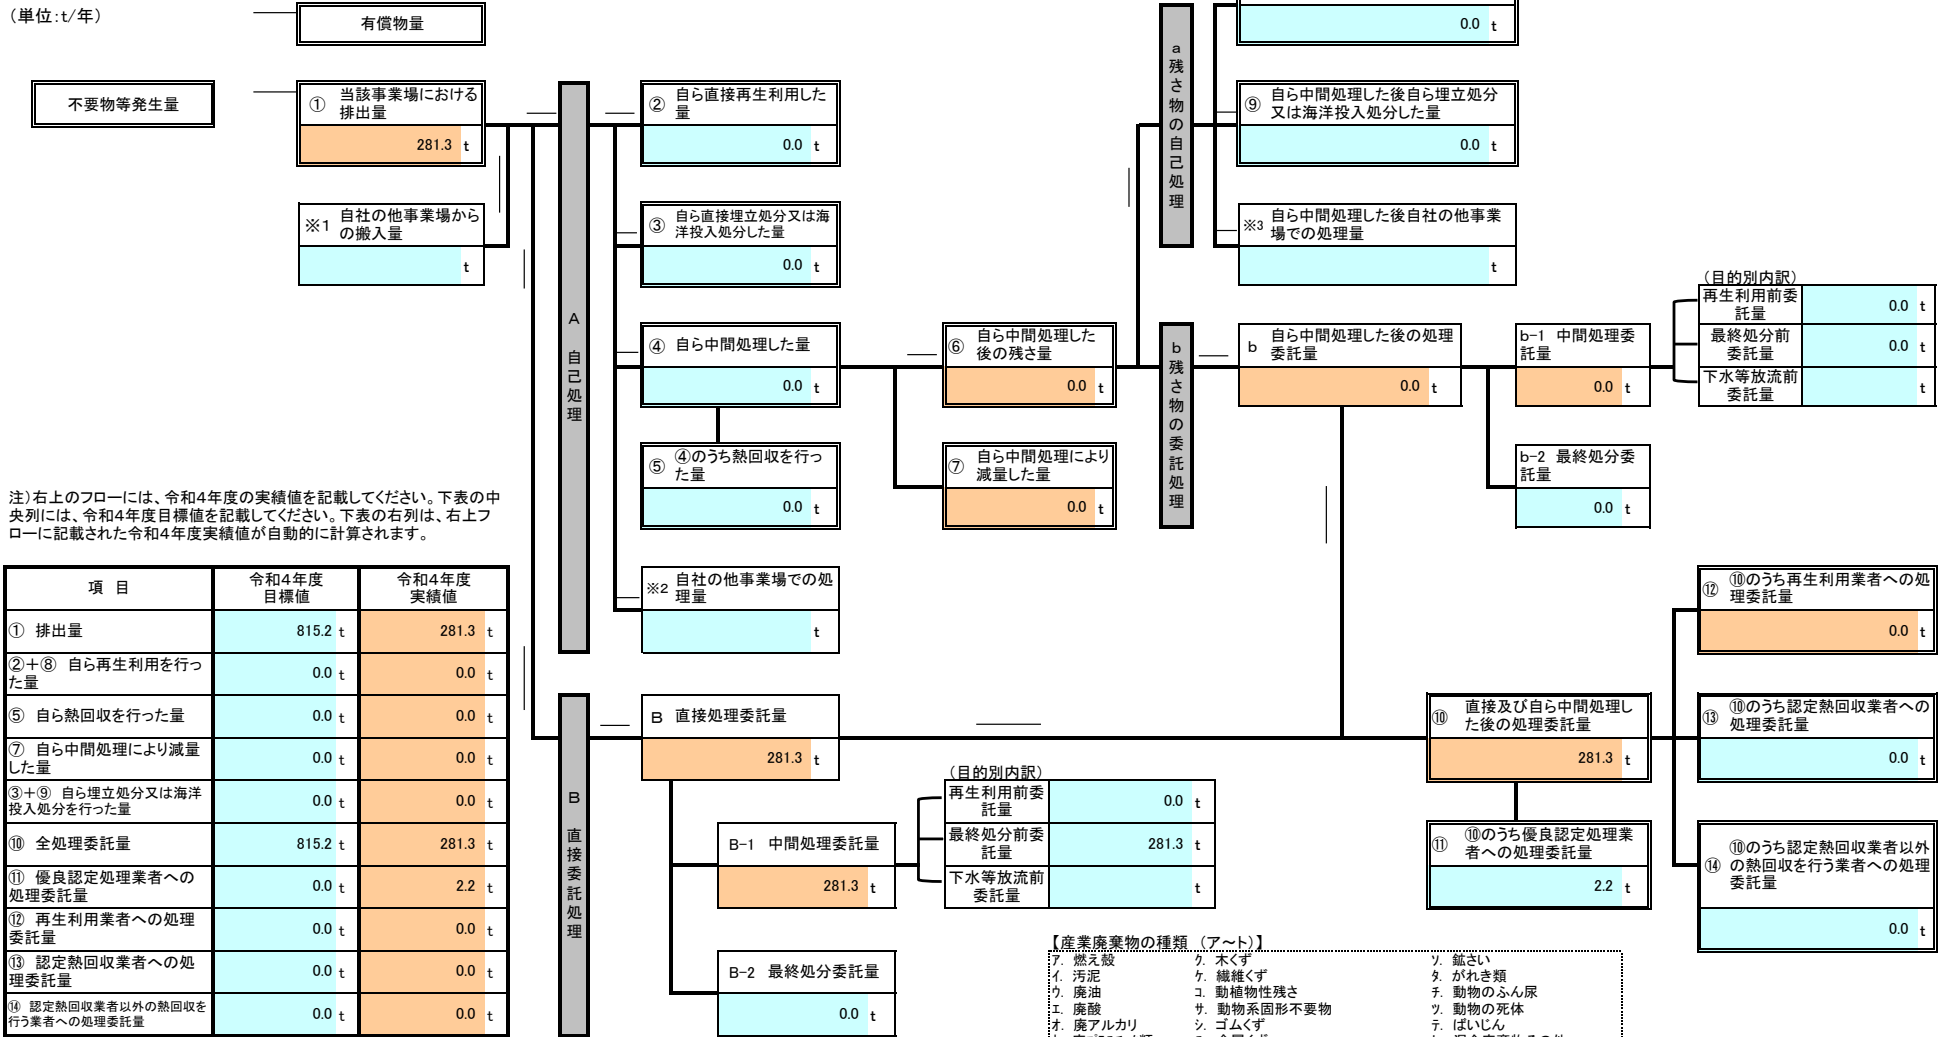 (単位:t/年)
有償物量
0.0 t
不要物等発生量
① 当該事業場における
排出量
281.3 t
※1 自社の他事業場から
の搬入量
t
A 自己処理
② 自ら直接再生利用した
量
0.0 t
③ 自ら直接埋立処分又は海
洋投入処分した量
0.0 t
④ 自ら中間処理した量
0.0 t
⑤ ④のうち熱回収を行っ
た量
0.0 t
※2 自社の他事業場での処
理量
t
⑥ 自ら中間処理した
後の残さ量
0.0 t
⑦ 自ら中間処理により
減量した量
0.0 t
a 残さ物の自己処理
⑨ 自ら中間処理した後自ら埋立処分
又は海洋投入処分した量
0.0 t
※3 自ら中間処理した後自社の他事業
場での処理量
t
b 残さ物の委託処理
b 自ら中間処理した後の処理
委託量
0.0 t
b-1 中間処理委
託量
0.0 t
b-2 最終処分委
託量
0.0 t
(目的別内訳)
再生利用前委
託量
0.0 t
最終処分前
委託量
0.0 t
下水等放流前
委託量
t
注)右上のフローには、令和4年度の実績値を記載してください。下表の中
央列には、令和4年度目標値を記載してください。下表の右列は、右上フ
ローに記載された令和4年度実績値が自動的に計算されます。
項 目 令和4年度
目標値 令和4年度
実績値
① 排出量 815.2 t 281.3 t
②+⑧ 自ら再生利用を行っ
た量 0.0 t 0.0 t
⑤ 自ら熱回収を行った量 0.0 t 0.0 t
⑦ 自ら中間処理により減量
した量 0.0 t 0.0 t
③+⑨ 自ら埋立処分又は海洋
投入処分を行った量 0.0 t 0.0 t
⑩ 全処理委託量 815.2 t 281.3 t
⑪ 優良認定処理業者への
処理委託量 0.0 t 2.2 t
⑫ 再生利用業者への処理
委託量 0.0 t 0.0 t
⑬ 認定熱回収業者への処
理委託量 0.0 t 0.0 t
⑭ 認定熱回収業者以外の熱回収を
行う業者への処理委託量 0.0 t 0.0 t
B 直接委託処理
B 直接処理委託量
281.3 t
B-1 中間処理委託量
281.3 t
B-2 最終処分委託量
0.0 t
(目的別内訳)
再生利用前委
託量
0.0 t
最終処分前委
託量
281.3 t
下水等放流前
委託量
t
⑩ 直接及び自ら中間処理し
た後の処理委託量
281.3 t
⑪ ⑩のうち優良認定処理業
者への処理委託量
2.2 t
⑫ ⑩のうち再生利用業者への処
理委託量
0.0 t
⑬ ⑩のうち認定熱回収業者への
処理委託量
0.0 t
⑭ ⑩のうち認定熱回収業者以外
の熱回収を行う業者への処理
委託量
0.0 t
【産業廃棄物の種類 (ア~ト)】
ア. 燃え殻 ク. 木くず ソ. 鉱さい
イ. 汚泥 ケ. 繊維くず タ. がれき類
ウ. 廃油 コ. 動植物性残さ チ. 動物のふん尿
エ. 廃酸 サ. 動物系固形不要物 ツ. 動物の死体
オ. 廃アルカリ シ. ゴムくず テ. ばいじん